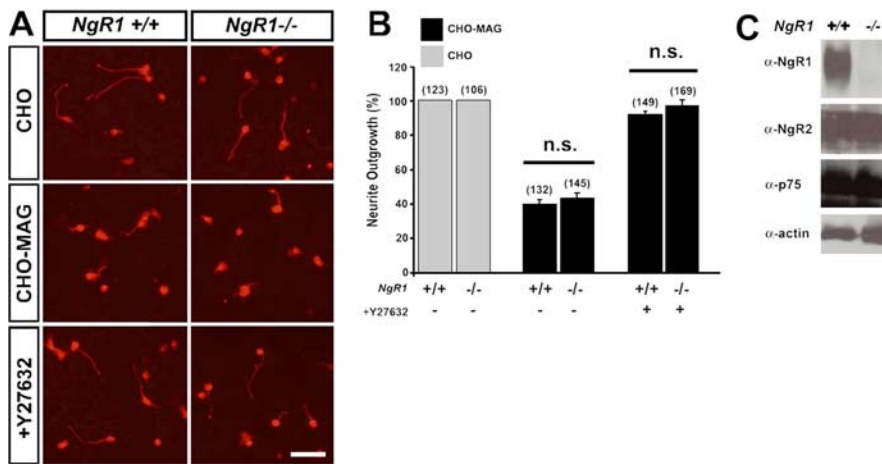 A
NgR1 +/+ NgR1-/-
CHO
CHO-MAG
+Y27632
B
CHO-MAG
CHO
Neurite Outgrowth (%)
120
100
80
60
40
20
0
(123) (106)
n.s.
(132) (145)
n.s.
(149) (169)
NgR1 +/+ -/- +/+ -/- +/+ -/-
+Y27632 - - - - + +
C
NgR1 +/+ -/-
α-NgR1
α-NgR2
α-p75
α-actin